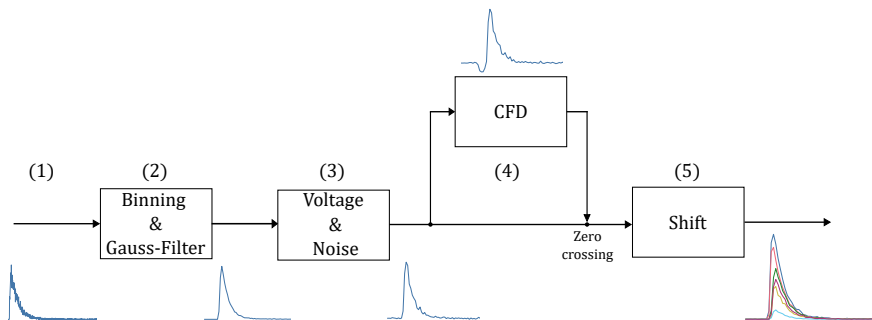 CFD
(1)
(2)
(3)
(4)
(5)
Binning
&
Gauss-Filter
Voltage
&
Noise
Shift
Zero
crossing